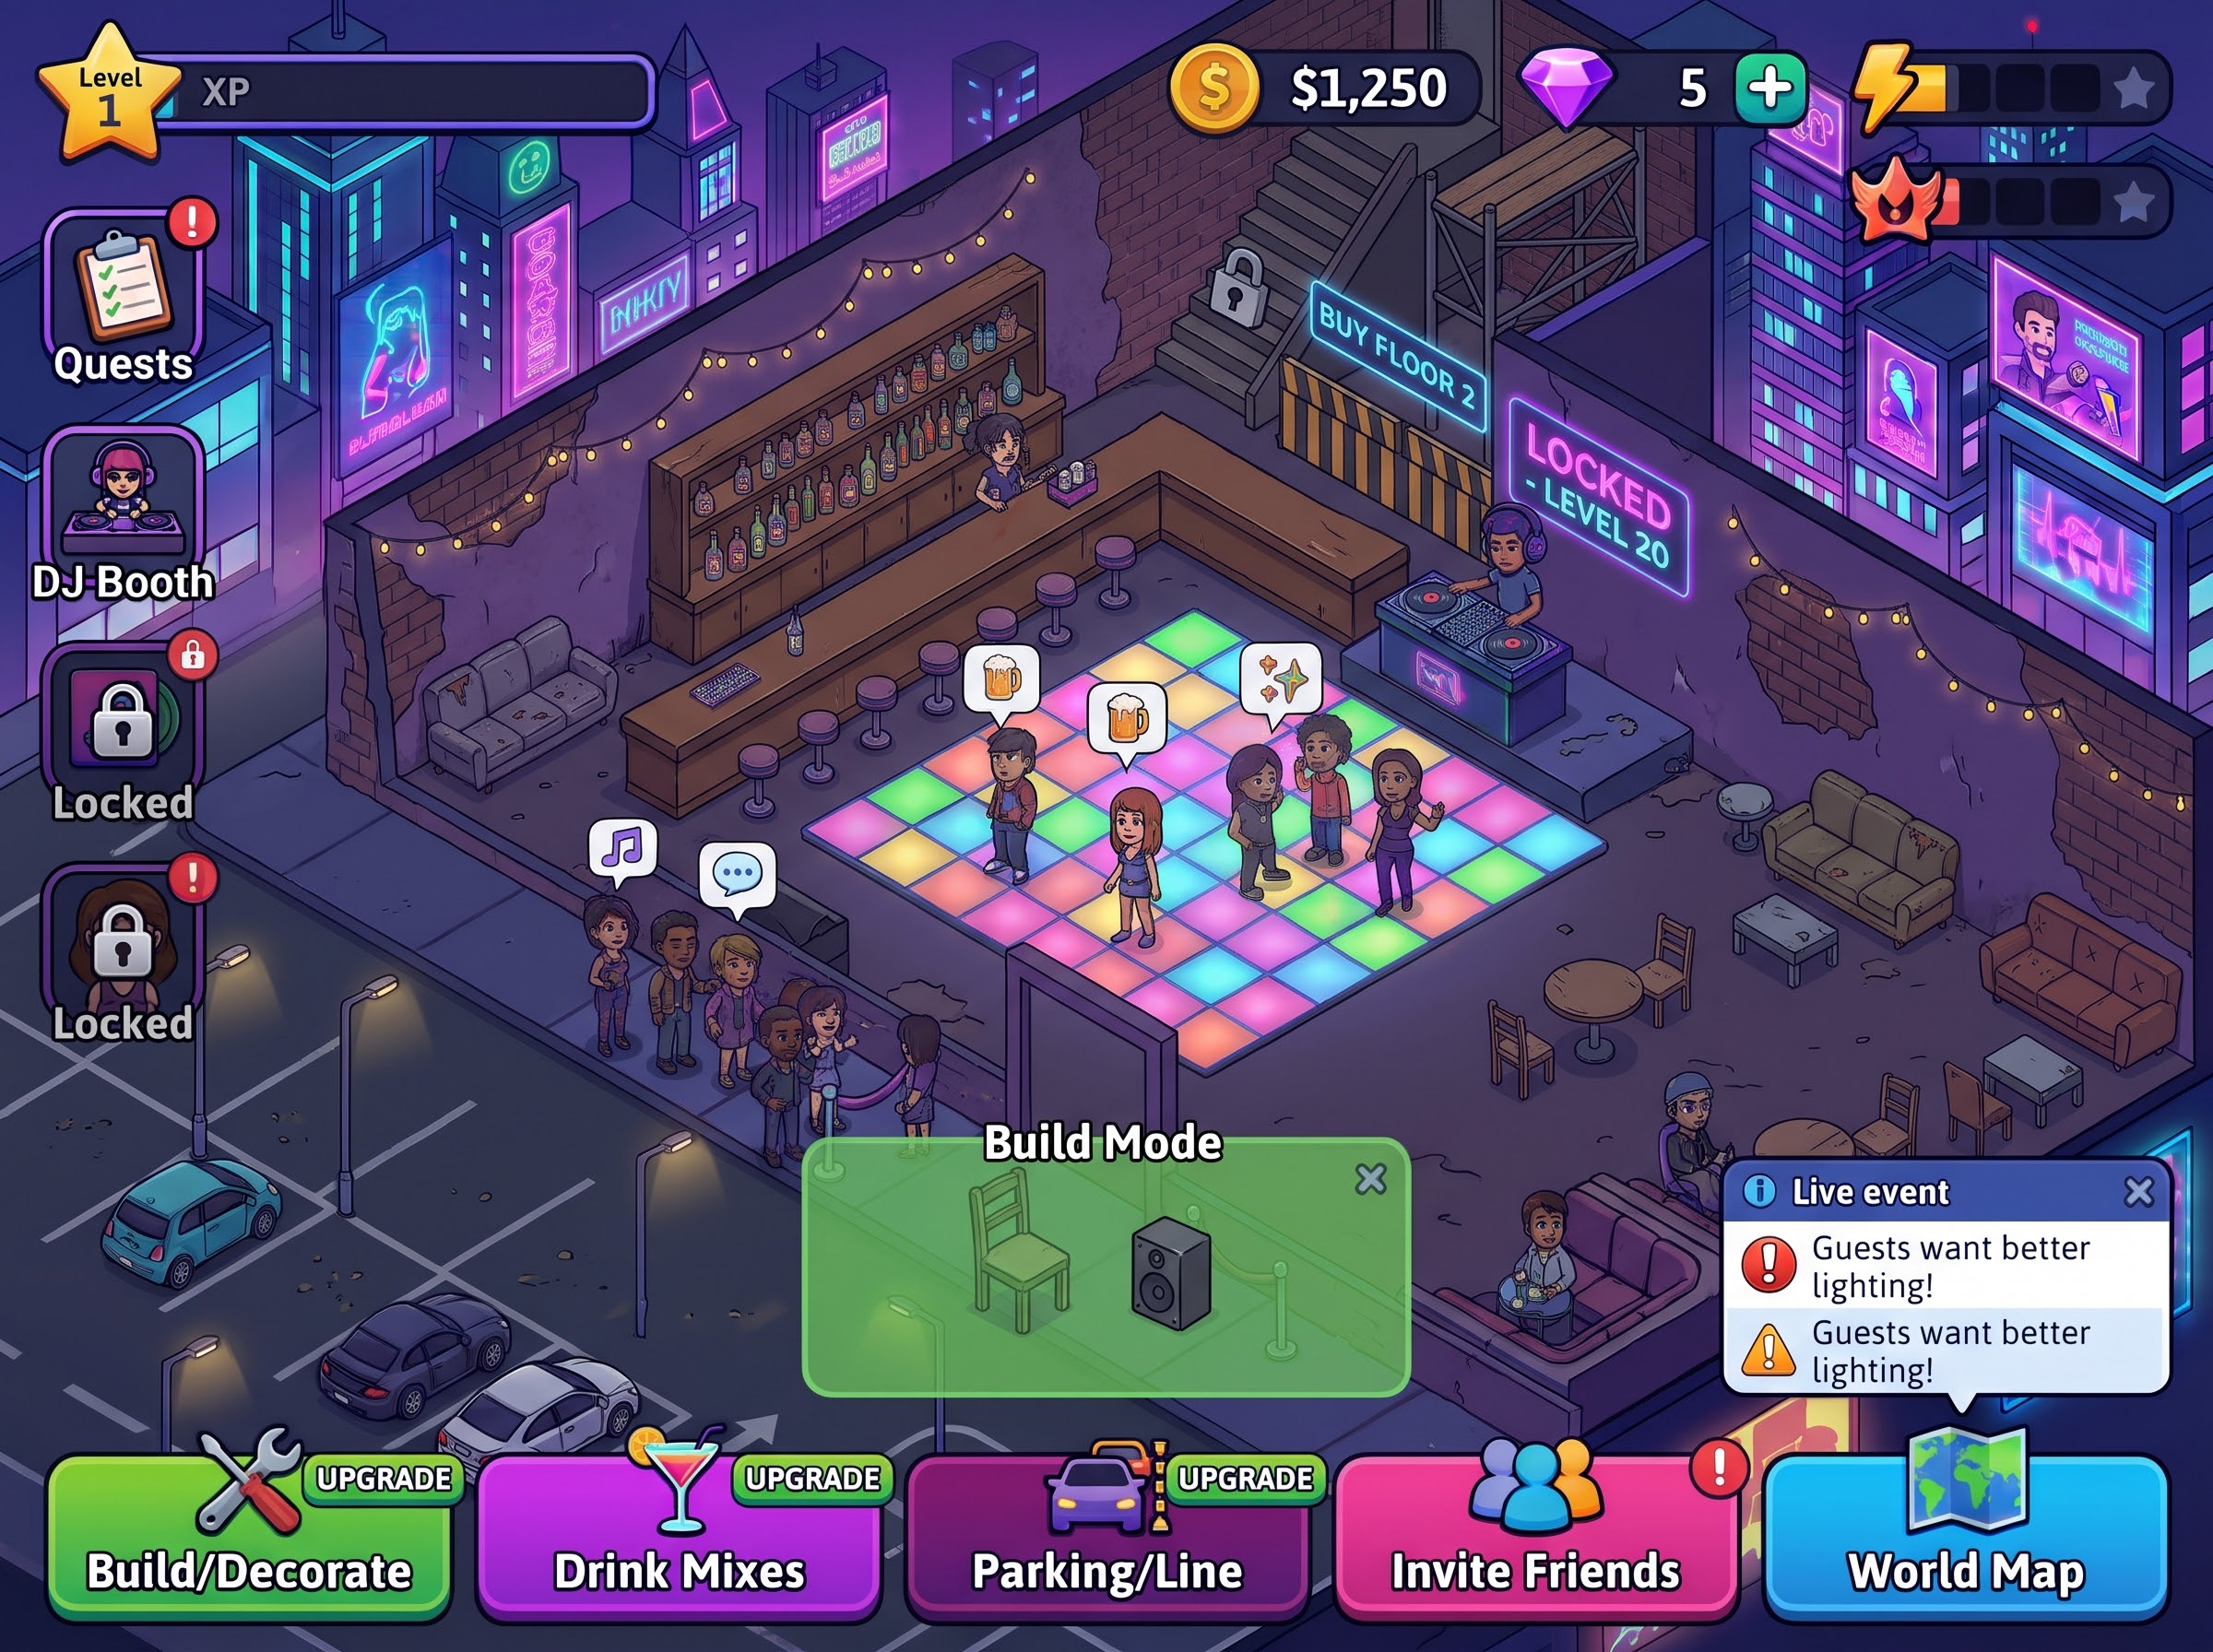 Level
1
XP
$1,250
5
Quests
DJ Booth
Locked
Locked
BUY FLOOR 2
LOCKED
- LEVEL 20
Build Mode
Live event
Guests want better
lighting!
Guests want better
lighting!
UPGRADE
Build/Decorate
UPGRADE
Drink Mixes
UPGRADE
Parking/Line
Invite Friends
World Map